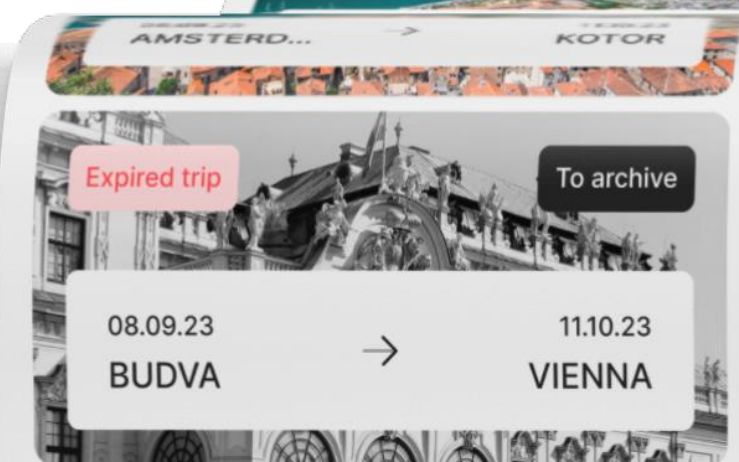 AMSTERD... → KOTOR
Expired trip To archive
08.09.23 11.10.23
BUDVA → VIENNA